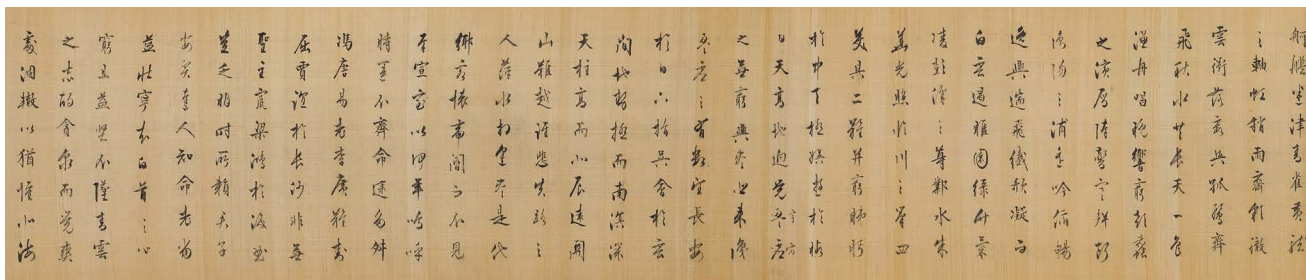 舸艦迷津青雀黃龍
之軸虹銷雨霽彩徹
雲衢落霞與孤鶩齊
飛秋水共長天一色
漁舟唱晚響窮彭蠡
之濱雁陣驚寒聲斷
衡陽之浦遙吟俯暢
逸興遄飛纖歌凝而
白雲遏睢園綠竹氣
凌彭澤之尊鄴水朱
華光照臨川之筆四
美具二難并窮睇眄
於中天極娛遊於暇
日天高地迥覺盈虛宇宙
之無窮興盡悲來識
盈虛之有數望長安
於日下指吳會於雲
間地勢極而南溟深
天柱高而北辰遠關
山難越誰悲失路之
人萍水相逢盡是他
鄉客懷帝閽而不見
奉宣室以何年嗚呼
時運不齊命途多舛
馮唐易老李廣難封
屈賈誼於長沙非無
聖主竄梁鴻於海曲
豈乏明時所賴君子
安貧達人知命老當
益壯寧知白首之心
窮且益堅不墜青雲
之志酌貪泉而覺爽
處涸轍以猶懽北海